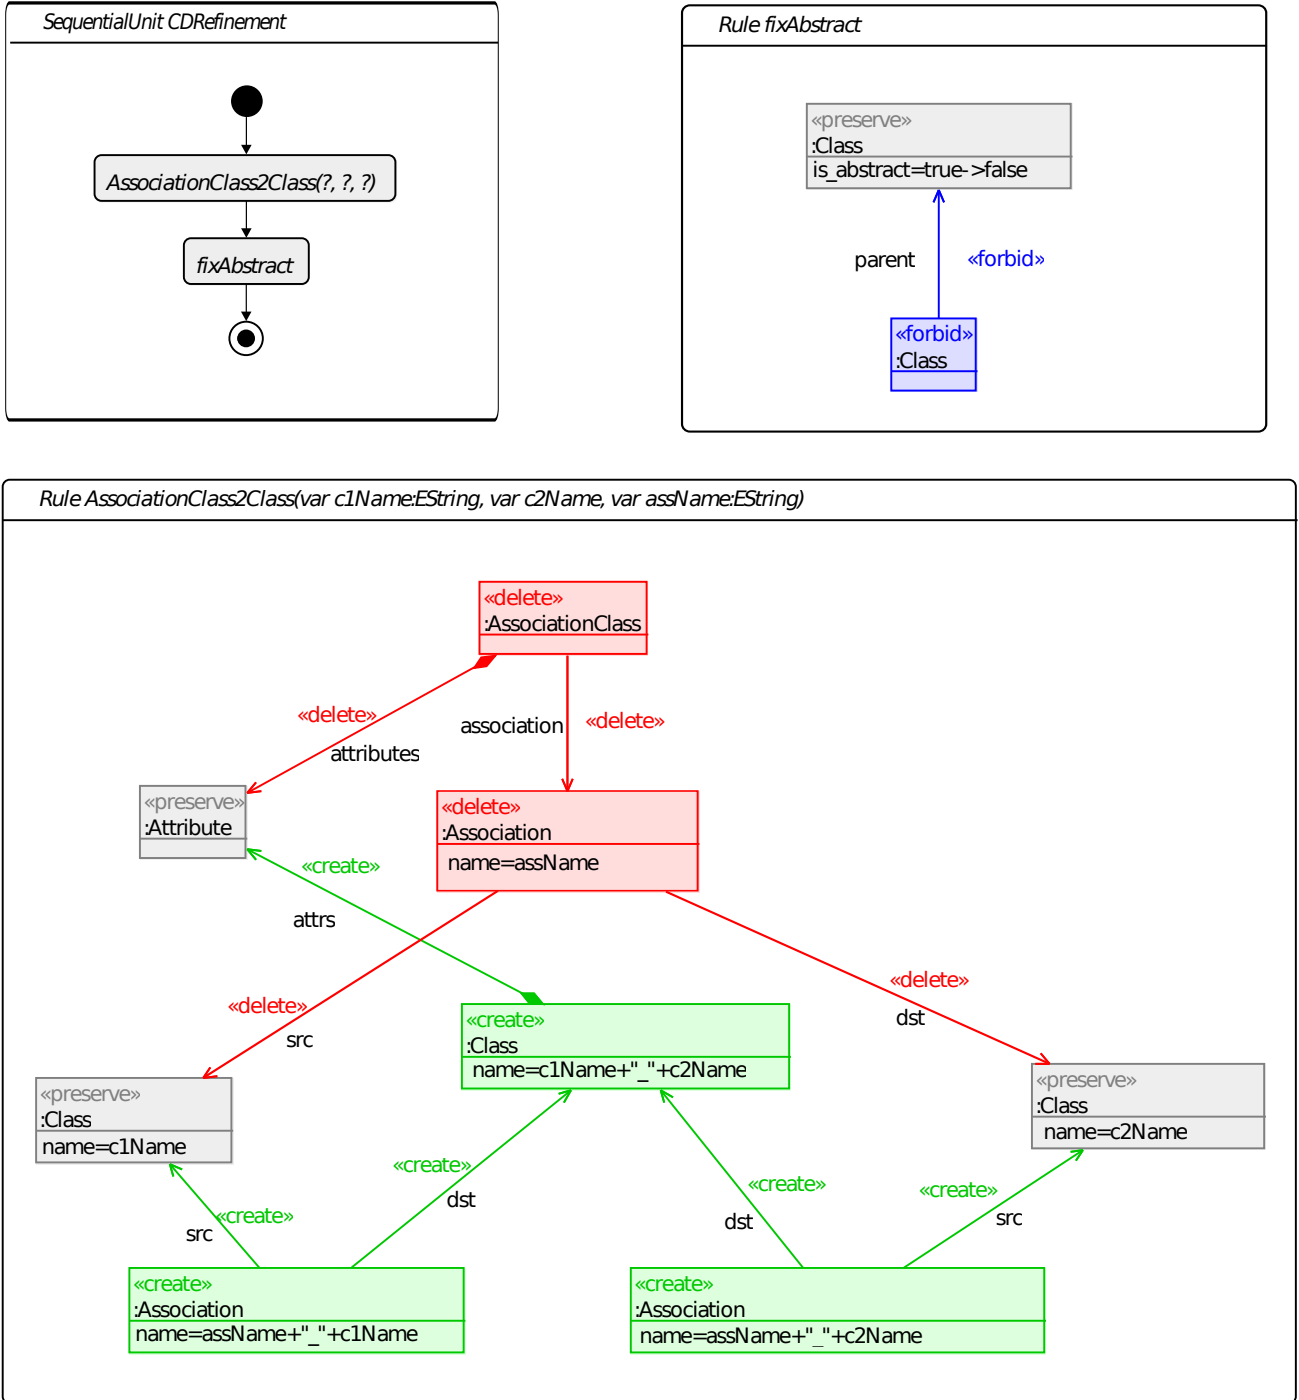 SequentialUnit CDRefinement
AssociationClass2Class(?, ?, ?)
fixAbstract
Rule fixAbstract
«preserve»
:Class
is_abstract=true->false
parent
«forbid»
«forbid»
:Class
Rule AssociationClass2Class(var c1Name:EString, var c2Name, var assName:EString)
«delete»
:AssociationClass
«delete»
attributes
association
«delete»
«preserve»
:Attribute
«delete»
:Association
name=assName
«create»
attrs
«delete»
src
«delete»
dst
«create»
:Class
name=c1Name+"_"+c2Name
«preserve»
:Class
name=c1Name
«preserve»
:Class
name=c2Name
«create»
src
«create»
dst
«create»
dst
«create»
src
«create»
:Association
name=assName+"_"+c1Name
«create»
:Association
name=assName+"_"+c2Name